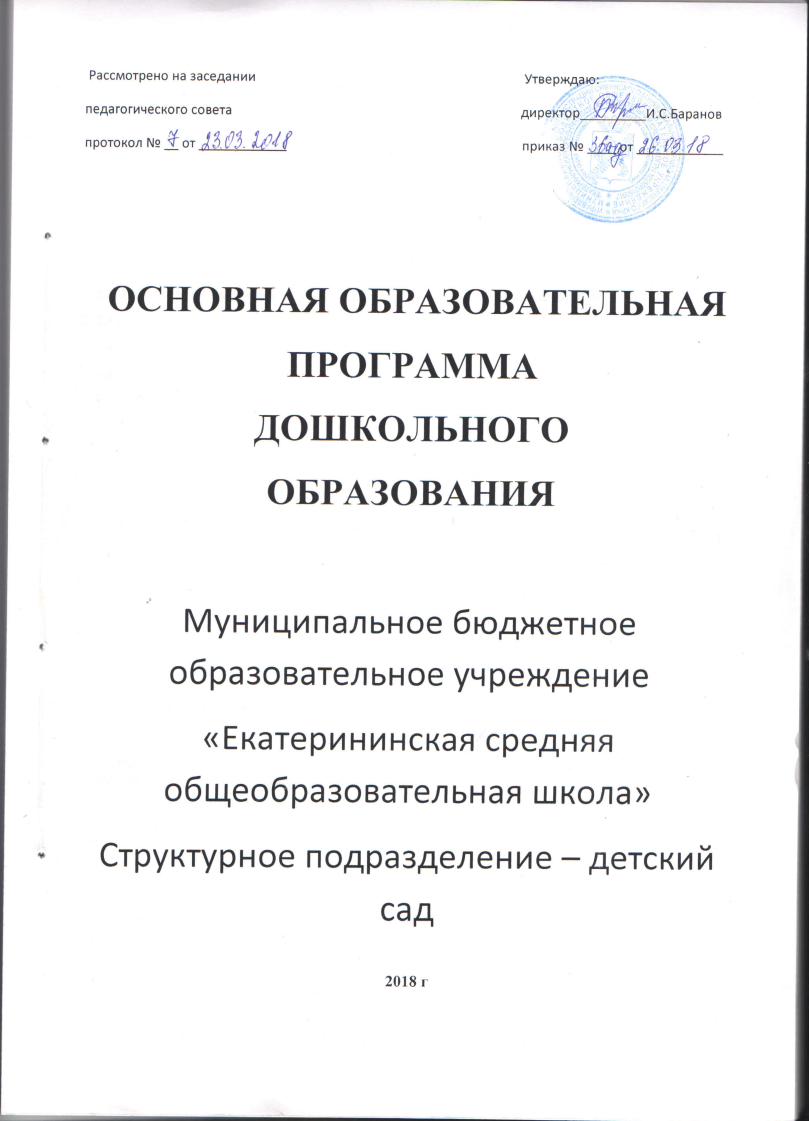 Рассмотрено на заседании
педагогического совета
протокол № 7 от 23.03.2018
Утверждаю:
директор И.С.Баранов
приказ № от 26.03.18
ОСНОВНАЯ ОБРАЗОВАТЕЛЬНАЯ
ПРОГРАММА
ДОШКОЛЬНОГО
ОБРАЗОВАНИЯ
Муниципальное бюджетное
образовательное учреждение
«Екатерининская средняя
общеобразовательная школа»
Структурное подразделение – детский
сад
2018 г